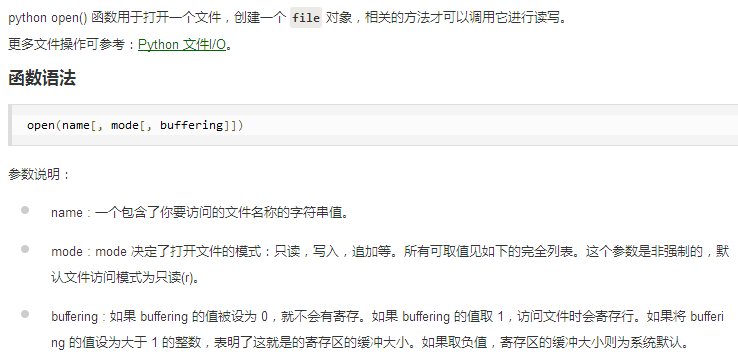 python open() 函数用于打开一个文件，创建一个 file 对象，相关的方法才可以调用它进行读写。
更多文件操作可参考：Python 文件I/O。
函数语法
open(name[, mode[, buffering]])
参数说明：
name : 一个包含了你要访问的文件名称的字符串值。
mode : mode 决定了打开文件的模式：只读，写入，追加等。所有可取值见如下的完全列表。这个参数是非强制的，默
认文件访问模式为只读(r)。
buffering : 如果 buffering 的值被设为 0，就不会有寄存。如果 buffering 的值取 1，访问文件时会寄存行。如果将 bufferi
ng 的值设为大于 1 的整数，表明了这就是的寄存区的缓冲大小。如果取负值，寄存区的缓冲大小则为系统默认。